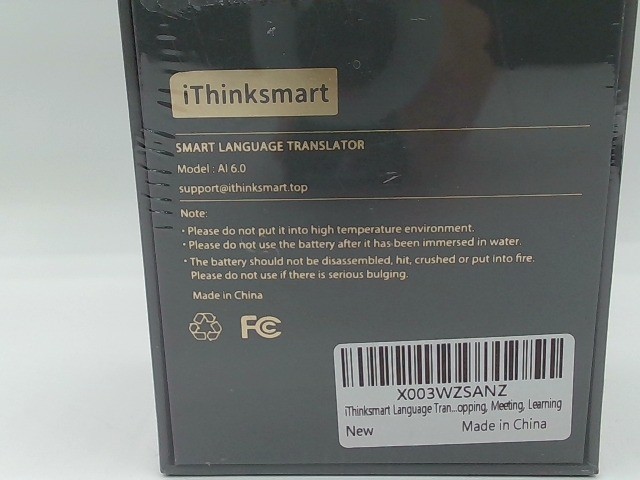 iThinksmart
SMART LANGUAGE TRANSLATOR
Model : AI 6.0
support@ithinksmart.top
Note:
• Please do not put it into high temperature environment.
• Please do not use the battery after it has been immersed in water.
• The battery should not be disassembled, hit, crushed or put into fire.
Please do not use if there is serious bulging.
Made in China
FC
X003WZSANZ
iThinksmart Language Tran...opping, Meeting, Learning
New Made in China